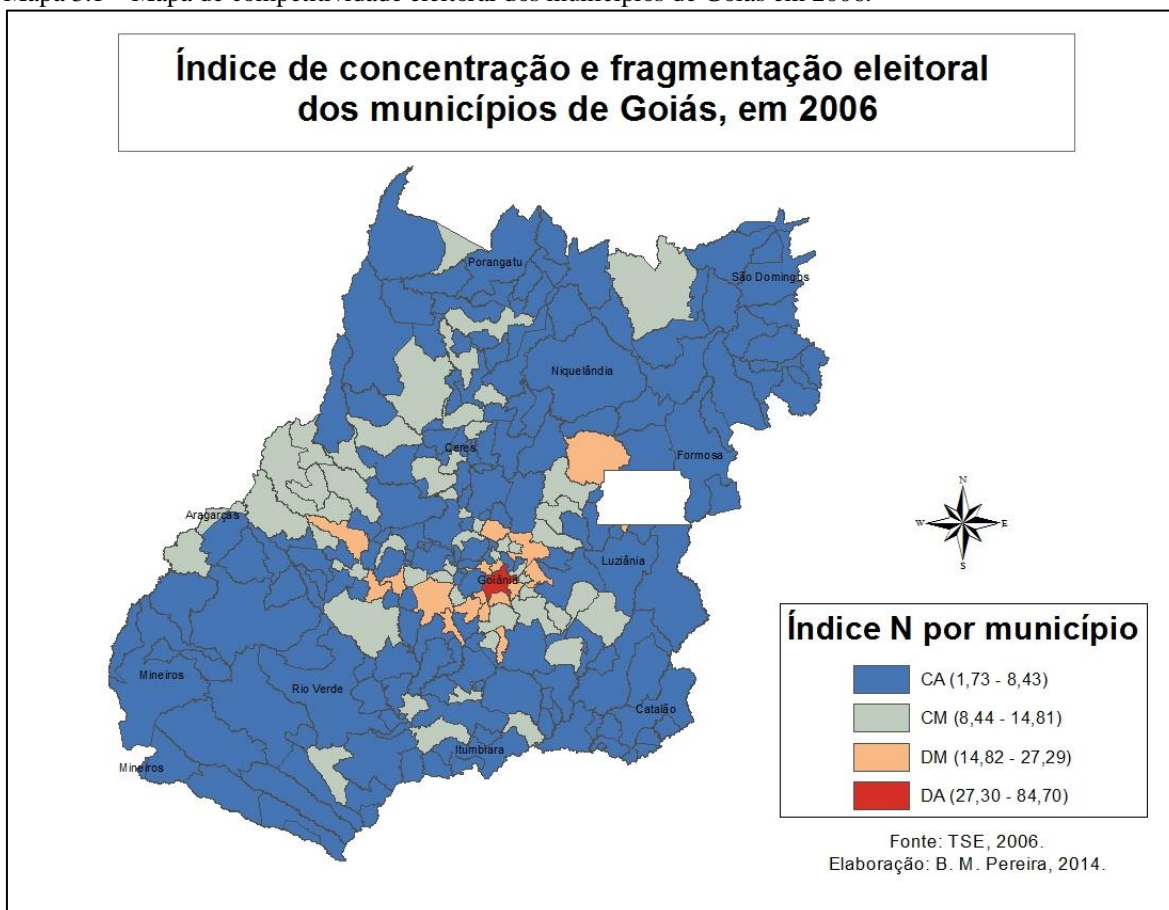 Mapa 3.1 – Mapa de competitividade eleitoral dos municípios de Goiás em 2006.
Índice de concentração e fragmentação eleitoral
dos municípios de Goiás, em 2006
Porangatu
São Domingos
Niquelândia
Ceres
Formosa
Aragarças
Luziânia
Goiânia
Mineiros
Rio Verde
Catalão
Itumbiara
Mineiros
N
W
E
S
Índice N por município
CA (1,73 - 8,43)
CM (8,44 - 14,81)
DM (14,82 - 27,29)
DA (27,30 - 84,70)
Fonte: TSE, 2006.
Elaboração: B. M. Pereira, 2014.